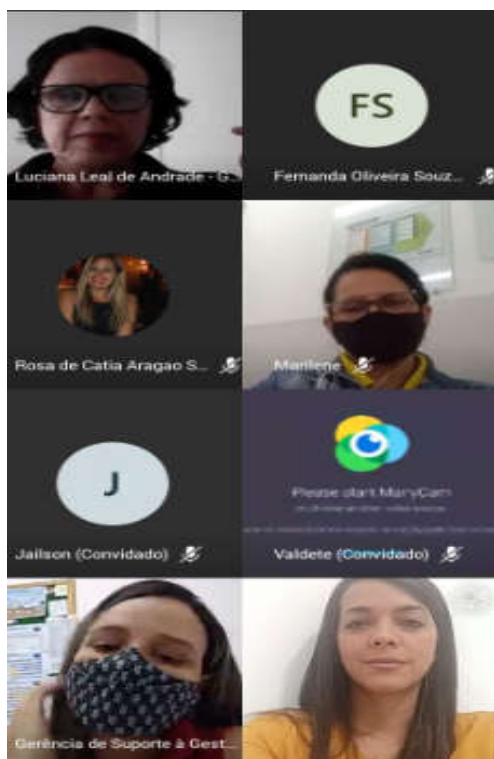 Luciana Leal de Andrade - G...
FS
Fernanda Oliveira Souz...
Rosa de Catia Aragao S...
Marilene
J
Jailson (Convidado)
Please start ManyCam
Valdete (Convidado)
Gerência de Suporte à Gest...